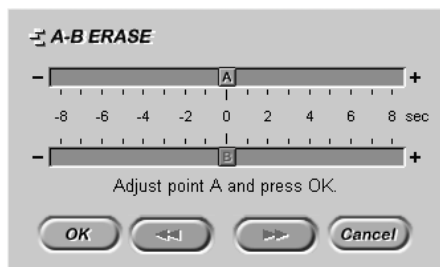 A-B ERASE
- A +
-8 -6 -4 -2 0 2 4 6 8 sec
- B +
Adjust point A and press OK.
OK Cancel